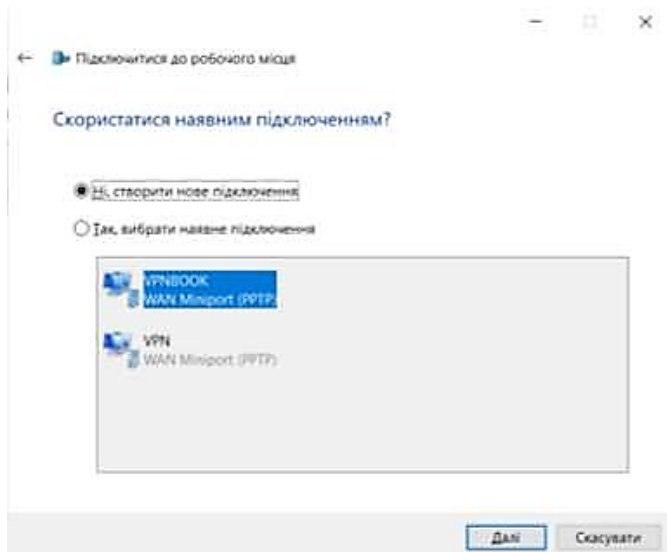 Підключитися до робочого місця
Скористатися наявним підключенням?
Ні, створити нове підключення
Так, вибрати наявне підключення
VPNBOOK
WAN Miniport (PPTP)
VPN
WAN Miniport (PPTP)
Далі Скасувати